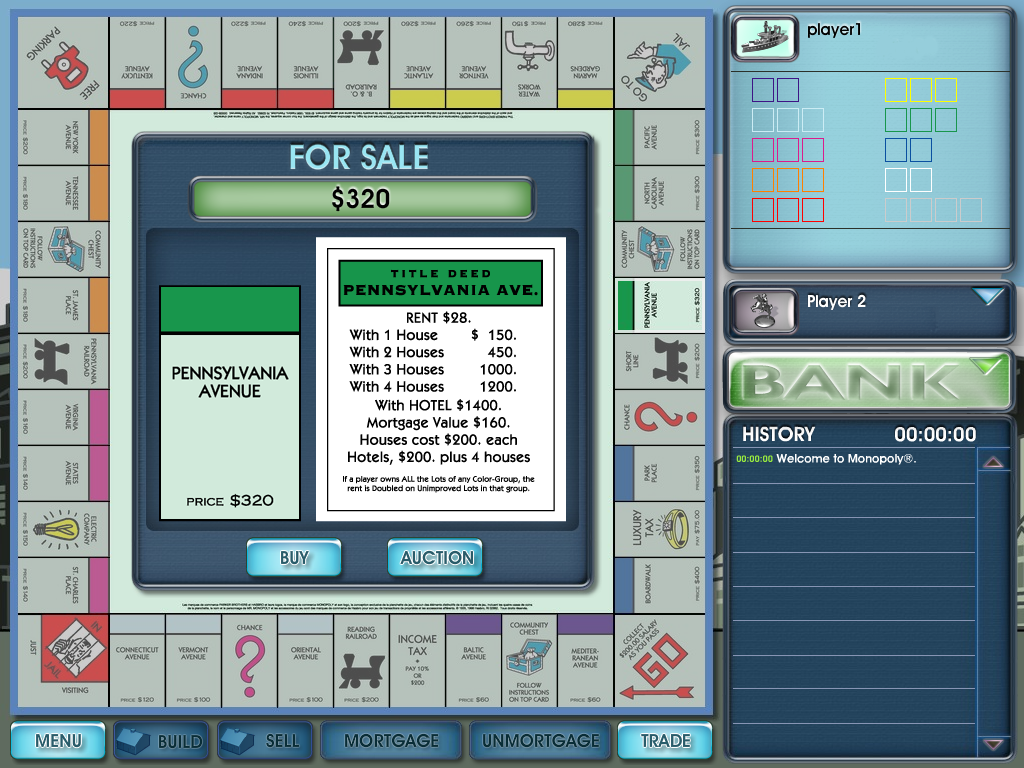 FREE
PARKING
KENTUCKY
AVENUE
PRICE $220
CHANCE
INDIANA
AVENUE
PRICE $220
ILLINOIS
AVENUE
PRICE $240
B. & O.
RAILROAD
PRICE $200
ATLANTIC
AVENUE
PRICE $260
VENTNOR
AVENUE
PRICE $260
WATER
WORKS
PRICE $150
MARVIN
GARDENS
PRICE $280
GO TO
JAIL
NEW YORK
AVENUE
PRICE $200
TENNESSEE
AVENUE
PRICE $180
COMMUNITY
CHEST
FOLLOW
INSTRUCTIONS
ON TOP CARD
ST. JAMES
PLACE
PRICE $180
PENNSYLVANIA
RAILROAD
PRICE $200
VIRGINIA
AVENUE
PRICE $160
STATES
AVENUE
PRICE $140
ELECTRIC
COMPANY
PRICE $150
ST. CHARLES
PLACE
PRICE $140
FOR SALE
$320
PENNSYLVANIA
AVENUE
PRICE $320
TITLE DEED
PENNSYLVANIA AVE.
RENT $28.
With 1 House $ 150.
With 2 Houses 450.
With 3 Houses 1000.
With 4 Houses 1200.
With HOTEL $1400.
Mortgage Value $160.
Houses cost $200. each
Hotels, $200. plus 4 houses
If a player owns ALL the Lots of any Color-Group, the
rent is Doubled on Unimproved Lots in that group.
BUY
AUCTION
PACIFIC
AVENUE
PRICE $300
NORTH
CAROLINA
AVENUE
PRICE $300
COMMUNITY
CHEST
FOLLOW
INSTRUCTIONS
ON TOP CARD
PENNSYLVANIA
AVENUE
PRICE $320
SHORT
LINE
PRICE $200
CHANCE
PARK
PLACE
PRICE $350
LUXURY
TAX
PAY $75.00
BOARDWALK
PRICE $400
JUST
IN
JAIL
VISITING
CONNECTICUT
AVENUE
PRICE $120
VERMONT
AVENUE
PRICE $100
CHANCE
ORIENTAL
AVENUE
PRICE $100
READING
RAILROAD
PRICE $200
INCOME
TAX
PAY 10%
OR
$200
BALTIC
AVENUE
PRICE $60
COMMUNITY
CHEST
FOLLOW
INSTRUCTIONS
ON TOP CARD
MEDITER-
RANEAN
AVENUE
PRICE $60
COLLECT
$200.00 SALARY
AS YOU PASS
GO
MENU
BUILD
SELL
MORTGAGE
UNMORTGAGE
TRADE
player1
Player 2
BANK
HISTORY 00:00:00
00:00:00 Welcome to Monopoly®.